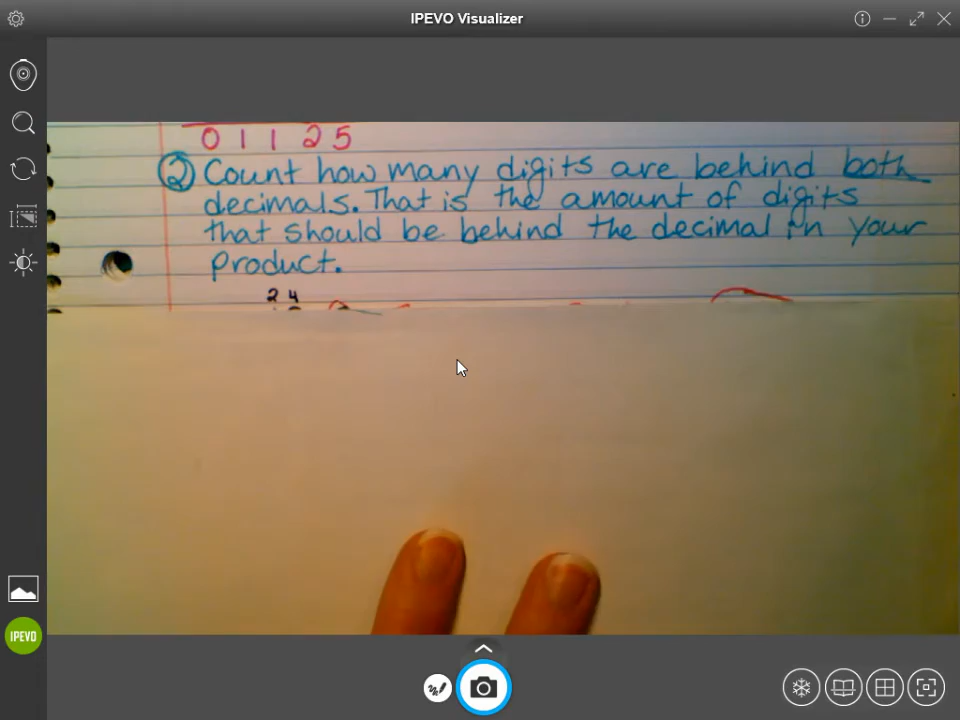 IPEVO Visualizer
0 1 1 2 5
② Count how many digits are behind both
decimals. That is the amount of digits
that should be behind the decimal in your
product.
2 4
IPEVO